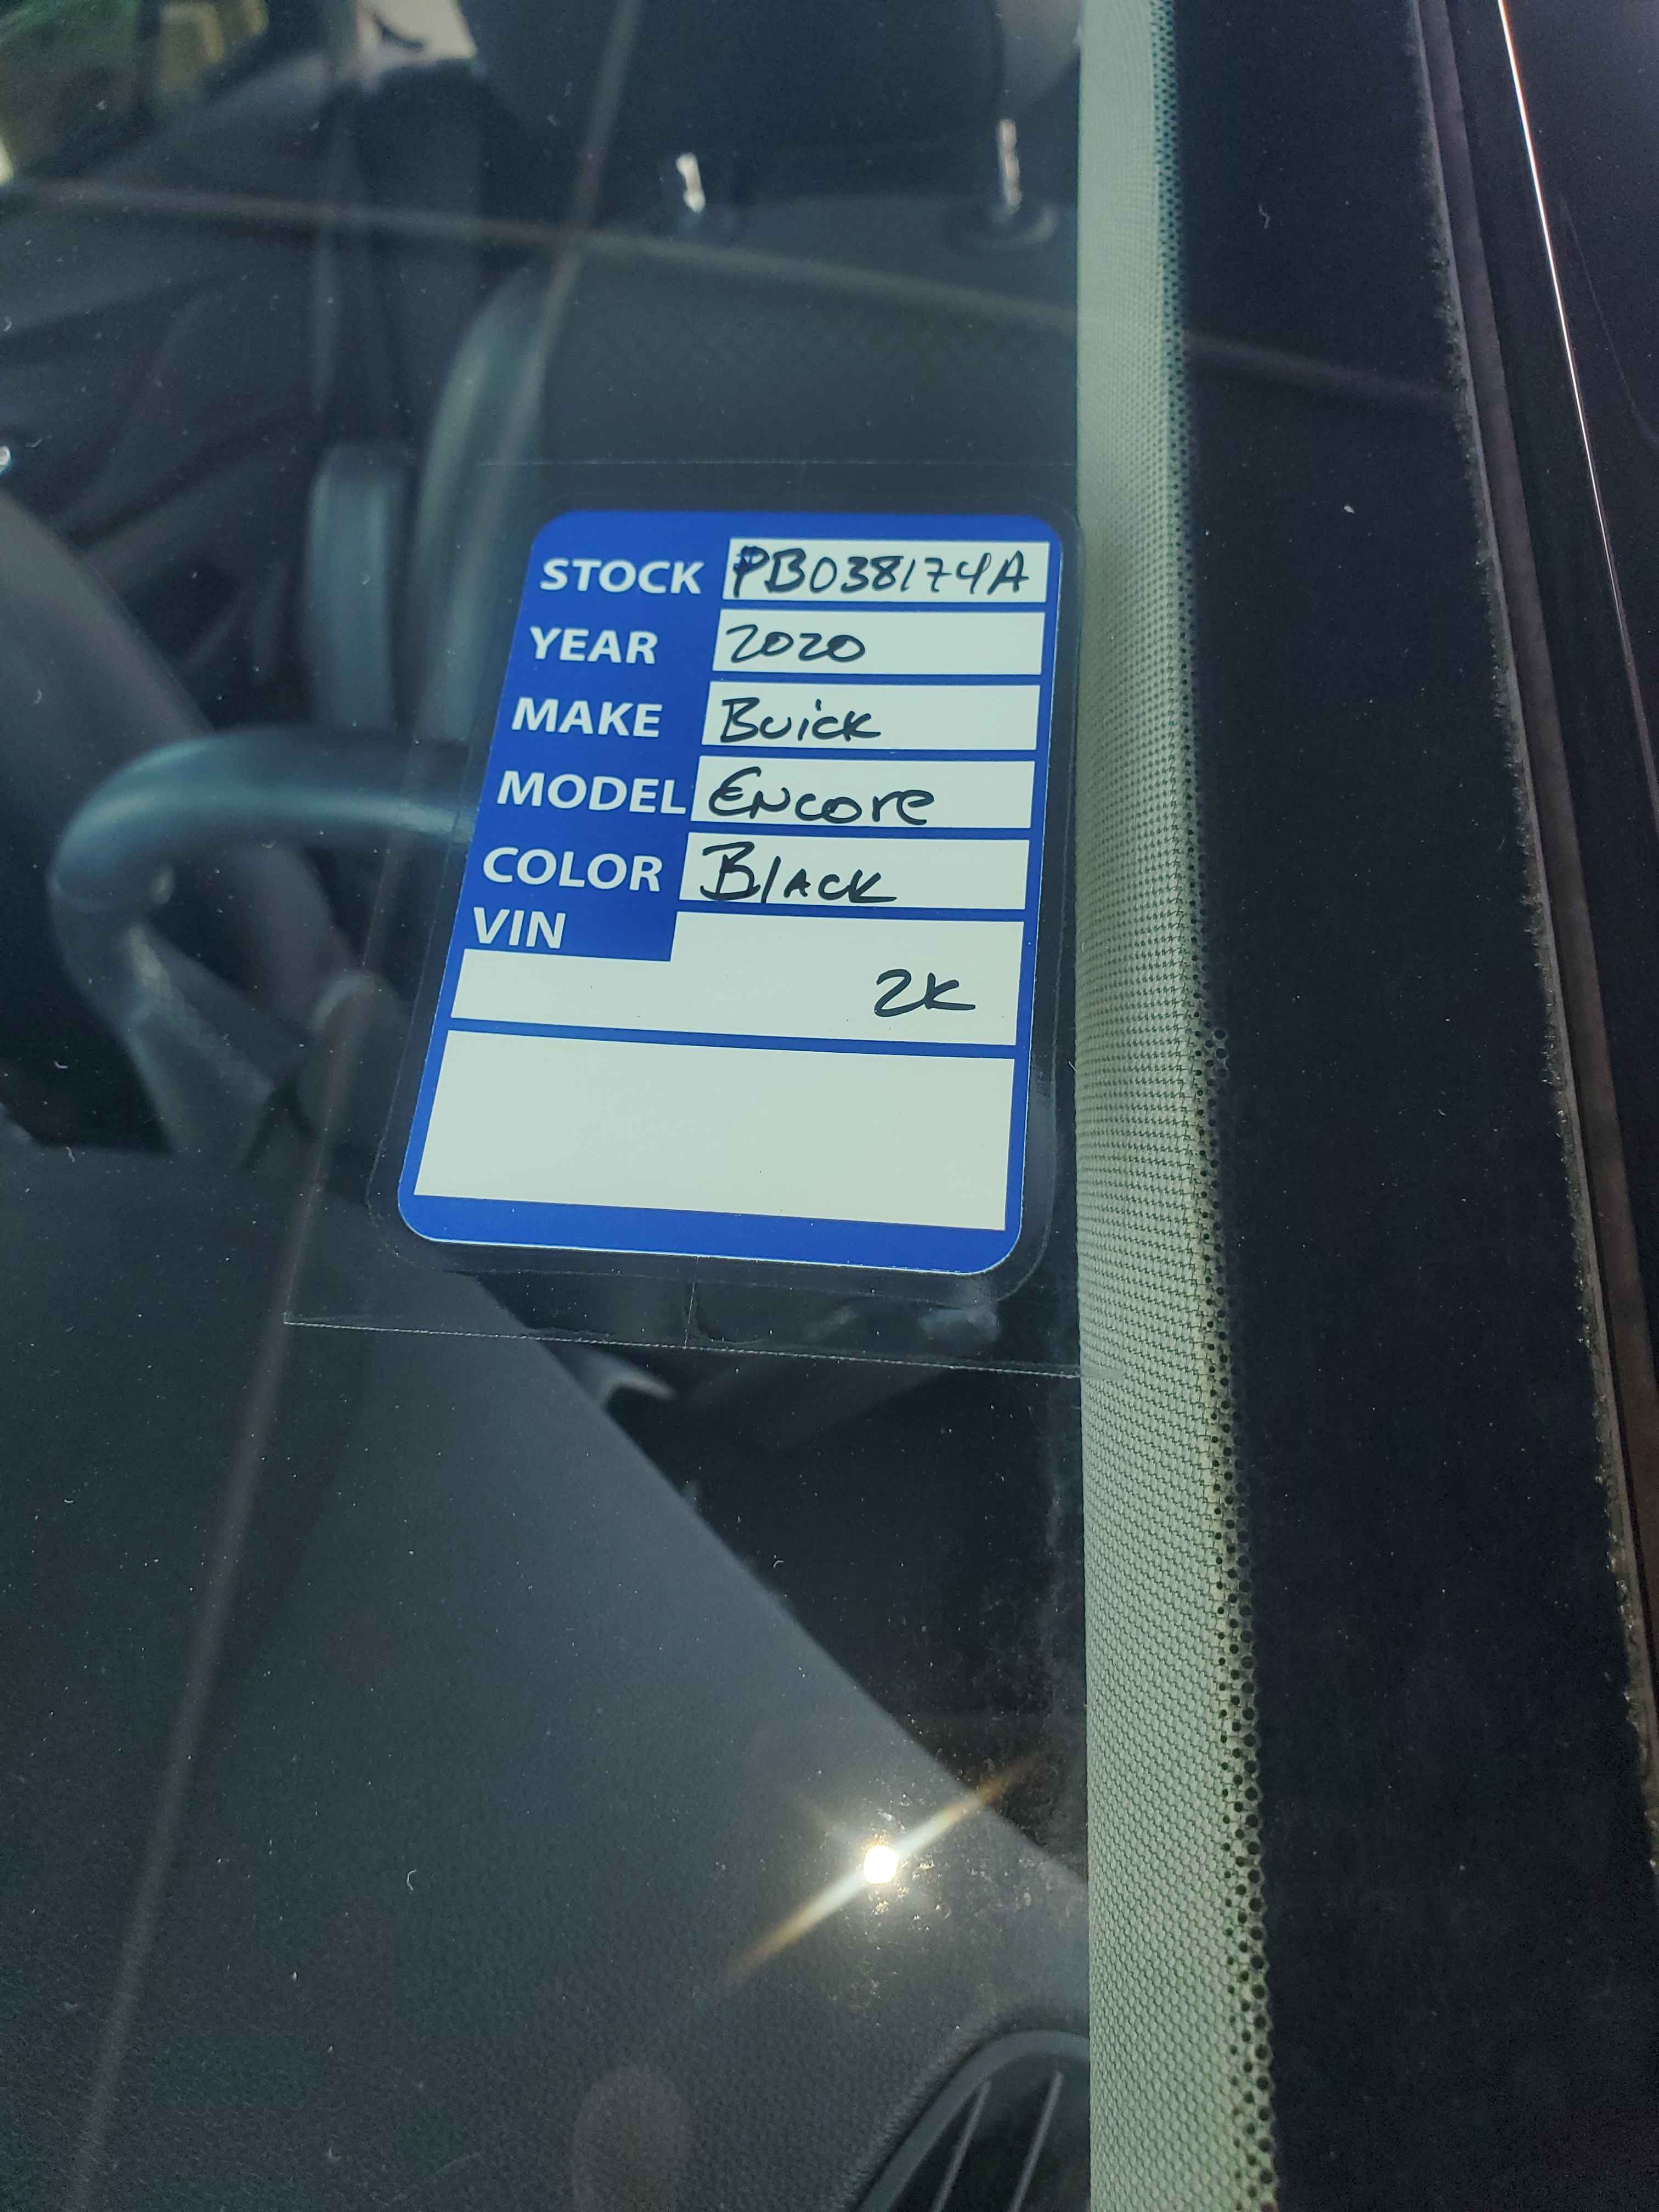 STOCK PB038174A
YEAR 2020
MAKE Buick
MODEL Encore
COLOR Black
VIN
2K